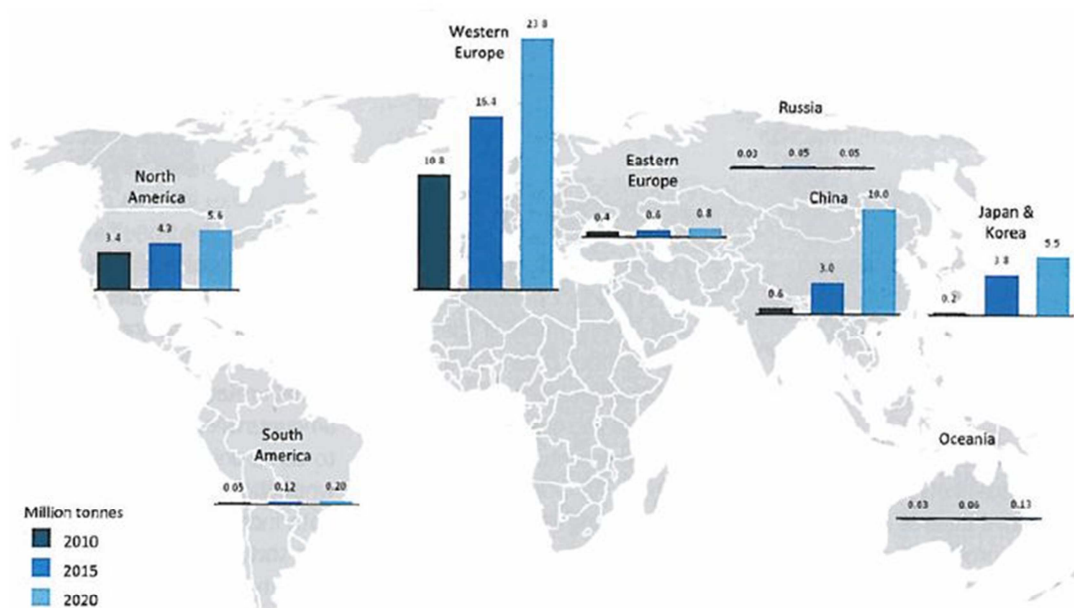 Western
Europe
23.8
16.4
10.8
Russia
0.03 0.05 0.05
Eastern
Europe
0.4 0.6 0.8
North
America
3.4 4.3 5.6
China
0.6 3.0 10.0
Japan &
Korea
0.2 3.8 5.5
South
America
0.05 0.12 0.20
Oceania
0.03 0.06 0.13
Million tonnes
2010
2015
2020